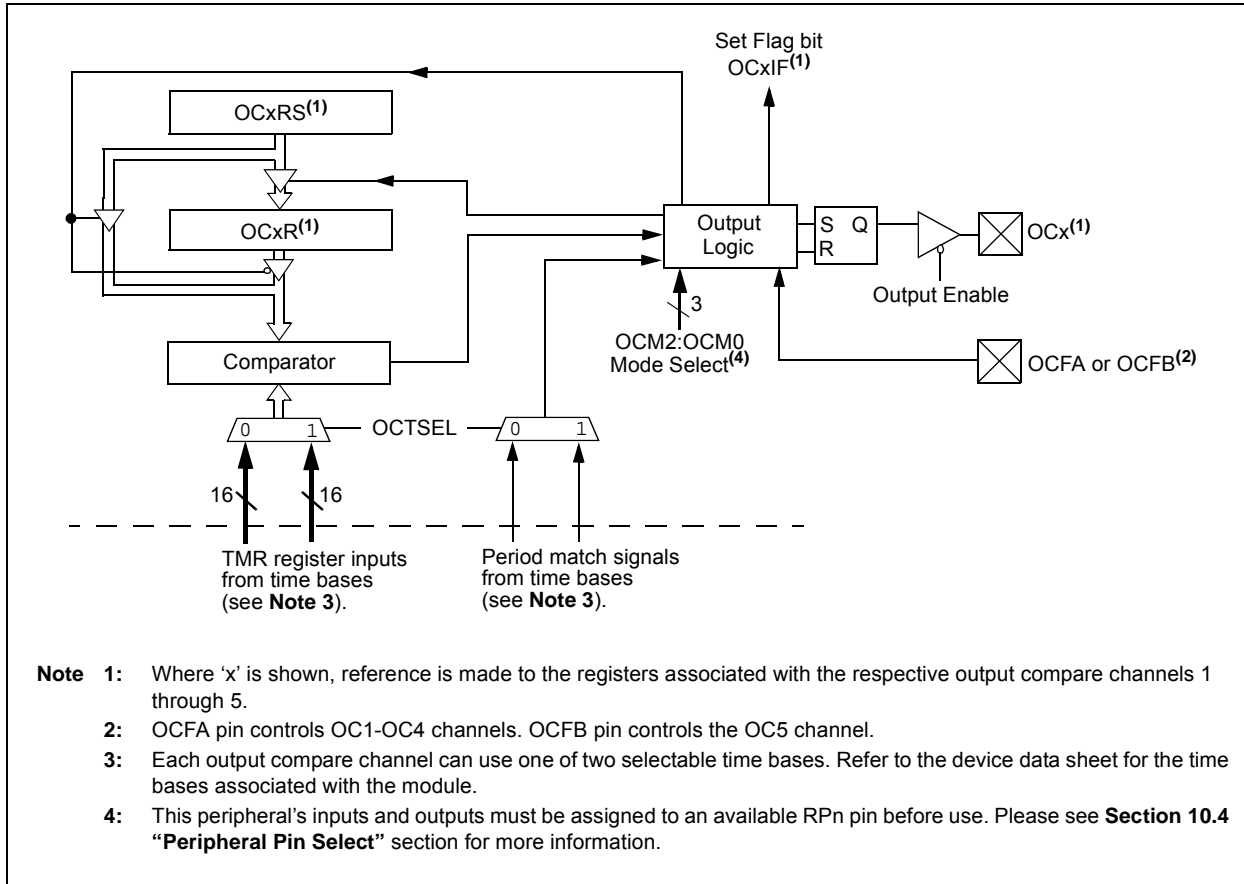 Set Flag bit
OCxIF(1)
OCxRS(1)
OCxR(1)
Output
Logic
S Q
R
OCx(1)
Output Enable
3
OCM2:OCM0
Mode Select(4)
Comparator
OCFA or OCFB(2)
0 1
OCTSEL
0 1
16
16
TMR register inputs
from time bases
(see Note 3).
Period match signals
from time bases
(see Note 3).
Note 1: Where ‘x’ is shown, reference is made to the registers associated with the respective output compare channels 1
through 5.
2: OCFA pin controls OC1-OC4 channels. OCFB pin controls the OC5 channel.
3: Each output compare channel can use one of two selectable time bases. Refer to the device data sheet for the time
bases associated with the module.
4: This peripheral’s inputs and outputs must be assigned to an available RPn pin before use. Please see Section 10.4
“Peripheral Pin Select” section for more information.